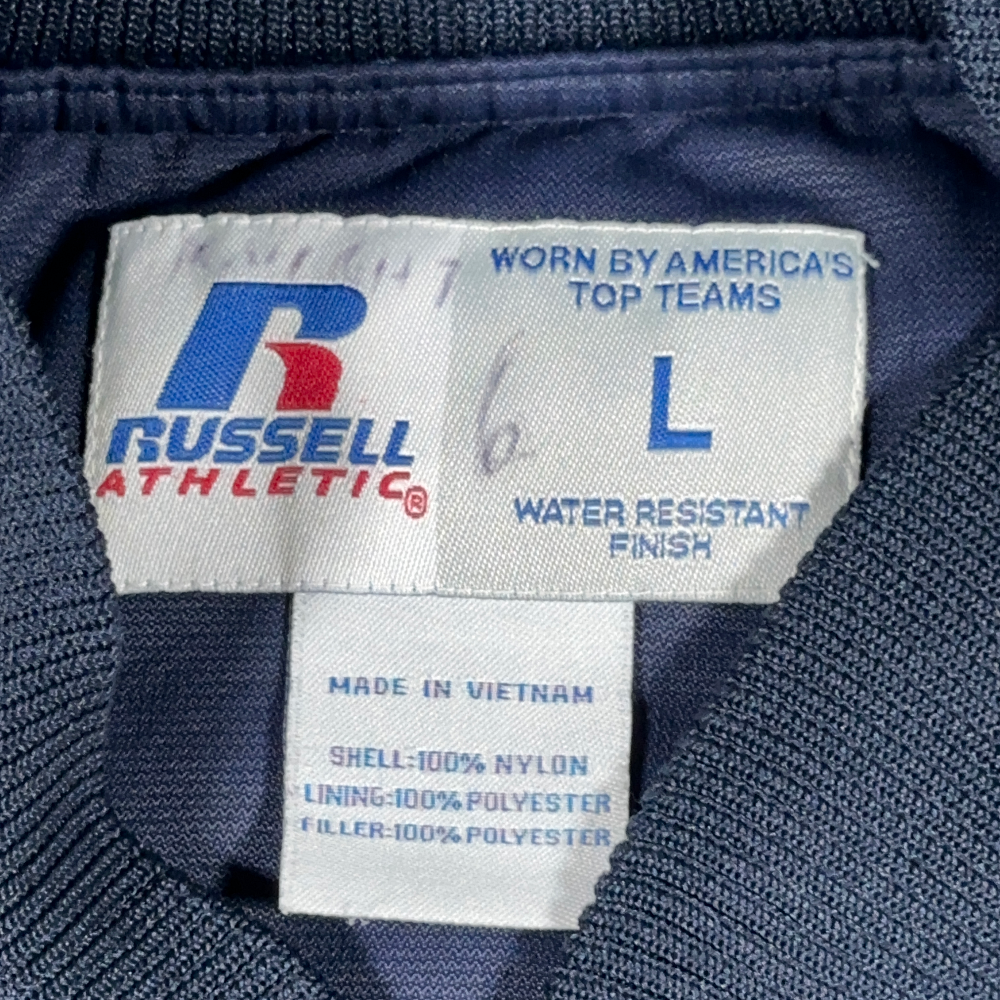 WORN BY AMERICA'S
TOP TEAMS
RUSSELL
ATHLETIC®
6
L
WATER RESISTANT
FINISH
MADE IN VIETNAM
SHELL:100% NYLON
LINING:100% POLYESTER
FILLER:100% POLYESTER